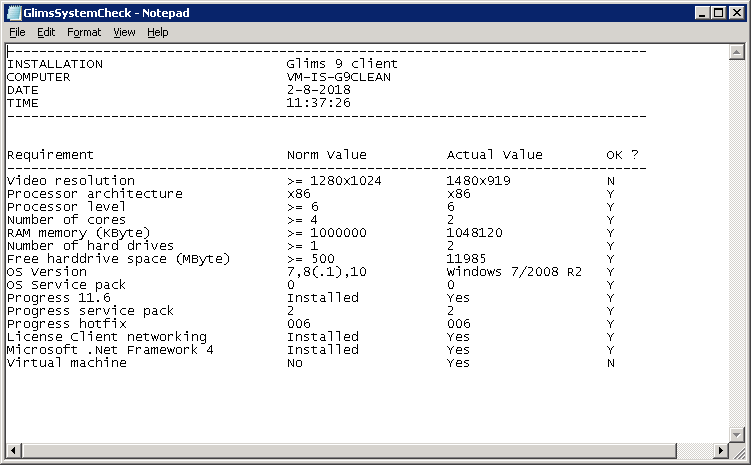 GlimsSystemCheck - Notepad
File Edit Format View Help
--------------------------------------------------------------------------------
INSTALLATION Glims 9 client
COMPUTER VM-IS-G9CLEAN
DATE 2-8-2018
TIME 11:37:26
--------------------------------------------------------------------------------
Requirement Norm Value Actual Value OK ?
--------------------------------------------------------------------------------
Video resolution >= 1280x1024 1480x919 N
Processor architecture x86 x86 Y
Processor level >= 6 6 Y
Number of cores >= 4 2 Y
RAM memory (KByte) >= 1000000 1048120 Y
Number of hard drives >= 1 2 Y
Free harddrive space (MByte) >= 500 11985 Y
OS Version 7,8(.1),10 Windows 7/2008 R2 Y
OS Service pack 0 0 Y
Progress 11.6 Installed Yes Y
Progress service pack 2 2 Y
Progress hotfix 006 006 Y
License Client networking Installed Yes Y
Microsoft .Net Framework 4 Installed Yes Y
Virtual machine No Yes N